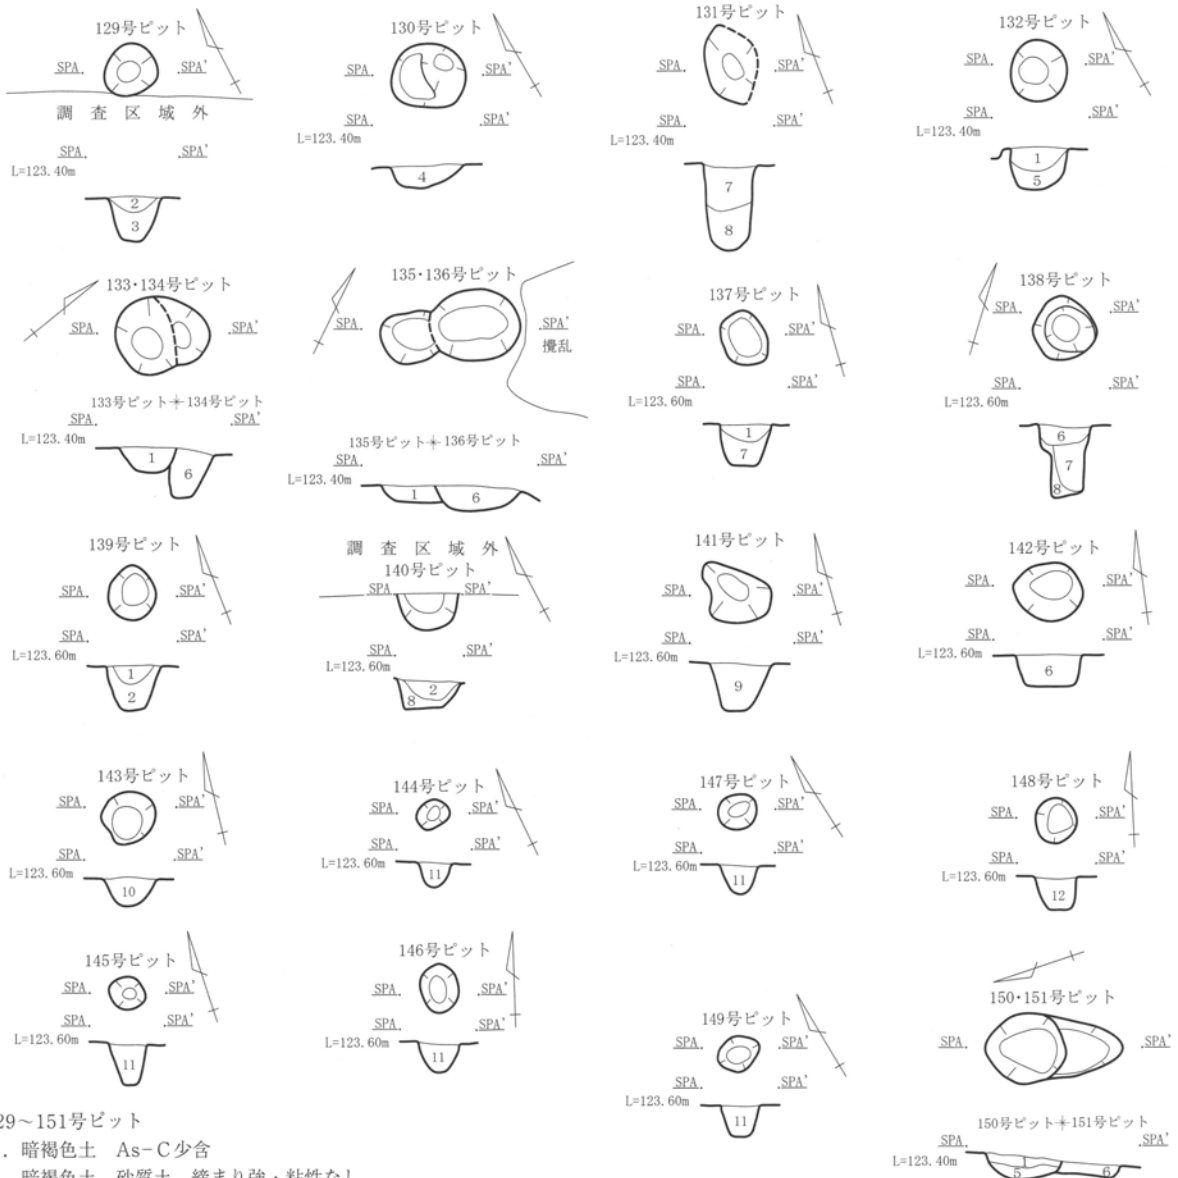 129号ピット
SPA. .SPA'
調査区域外
SPA. .SPA'
L=123.40m
2
3
130号ピット
SPA. .SPA'
SPA. .SPA'
L=123.40m
4
131号ピット
SPA. .SPA'
SPA. .SPA'
L=123.40m
7
8
132号ピット
SPA. .SPA'
SPA. .SPA'
L=123.40m
1
5
133・134号ピット
SPA. .SPA'
133号ピット 134号ピット
SPA. .SPA'
L=123.40m
1
6
135・136号ピット
SPA. .SPA'
攪乱
135号ピット 136号ピット
SPA. .SPA'
L=123.40m
1 6
137号ピット
SPA. .SPA'
SPA. .SPA'
L=123.60m
1
7
138号ピット
SPA. .SPA'
SPA. .SPA'
L=123.60m
6
7
8
139号ピット
SPA. .SPA'
SPA. .SPA'
L=123.60m
1
2
調査区域外
140号ピット
SPA. .SPA'
SPA. .SPA'
L=123.60m
2
8
141号ピット
SPA. .SPA'
SPA. .SPA'
L=123.60m
9
142号ピット
SPA. .SPA'
SPA. .SPA'
L=123.60m
6
143号ピット
SPA. .SPA'
SPA. .SPA'
L=123.60m
10
144号ピット
SPA. .SPA'
SPA. .SPA'
L=123.60m
11
147号ピット
SPA. .SPA'
SPA. .SPA'
L=123.60m
11
148号ピット
SPA. .SPA'
SPA. .SPA'
L=123.60m
12
145号ピット
SPA. .SPA'
SPA. .SPA'
L=123.60m
11
146号ピット
SPA. .SPA'
SPA. .SPA'
L=123.60m
11
149号ピット
SPA. .SPA'
SPA. .SPA'
L=123.60m
11
150・151号ピット
SPA. .SPA'
150号ピット 151号ピット
SPA. .SPA'
L=123.40m
5 6
29～151号ピット
. 暗褐色土 As-C少含
暗褐色土 砂質土 締まり強・粘性なし